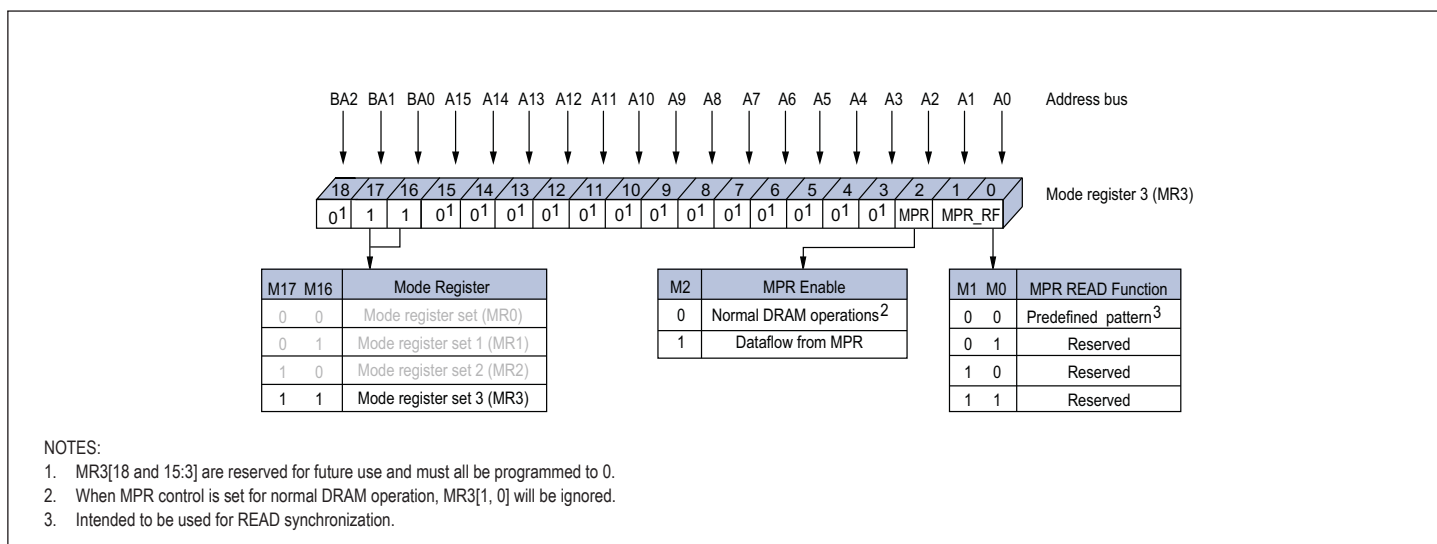 BA2 BA1 BA0 A15 A14 A13 A12 A11 A10 A9 A8 A7 A6 A5 A4 A3 A2 A1 A0 Address bus
18 17 16 15 14 13 12 11 10 9 8 7 6 5 4 3 2 1 0 Mode register 3 (MR3)
0¹ 1 1 0¹ 0¹ 0¹ 0¹ 0¹ 0¹ 0¹ 0¹ 0¹ 0¹ 0¹ 0¹ 0¹ MPR MPR_RF
M17 M16 Mode Register
0 0 Mode register set (MR0)
0 1 Mode register set 1 (MR1)
1 0 Mode register set 2 (MR2)
1 1 Mode register set 3 (MR3)
M2 MPR Enable
0 Normal DRAM operations²
1 Dataflow from MPR
M1 M0 MPR READ Function
0 0 Predefined pattern³
0 1 Reserved
1 0 Reserved
1 1 Reserved
NOTES:
1. MR3[18 and 15:3] are reserved for future use and must all be programmed to 0.
2. When MPR control is set for normal DRAM operation, MR3[1, 0] will be ignored.
3. Intended to be used for READ synchronization.